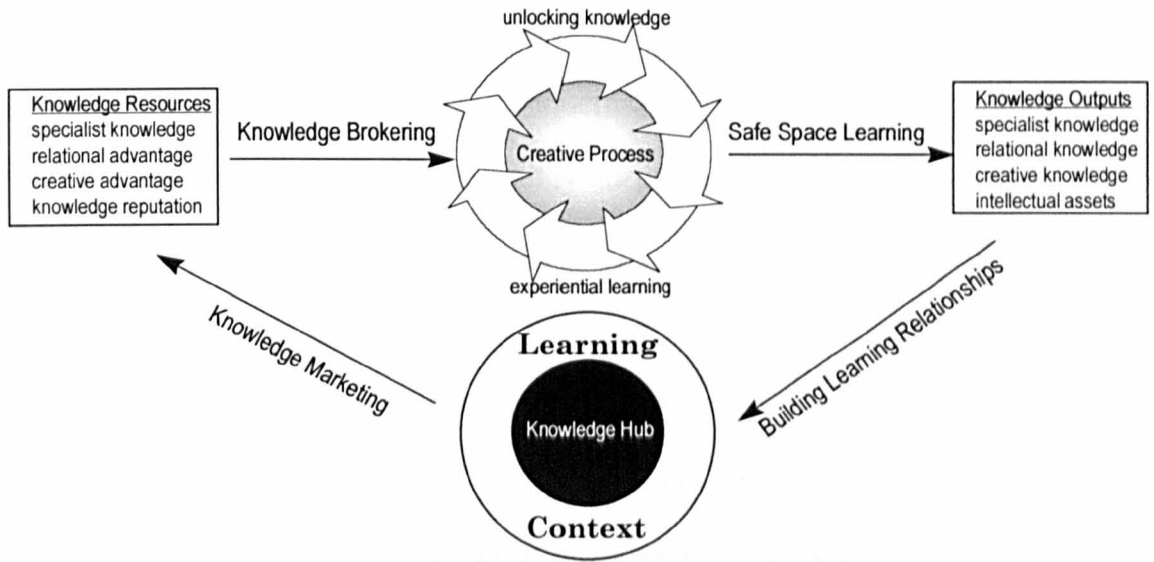 unlocking knowledge
Knowledge Resources
specialist knowledge
relational advantage
creative advantage
knowledge reputation
Knowledge Brokering
Creative Process
Safe Space Learning
Knowledge Outputs
specialist knowledge
relational knowledge
creative knowledge
intellectual assets
experiential learning
Knowledge Marketing
Learning
Knowledge Hub
Context
Building Learning Relationships